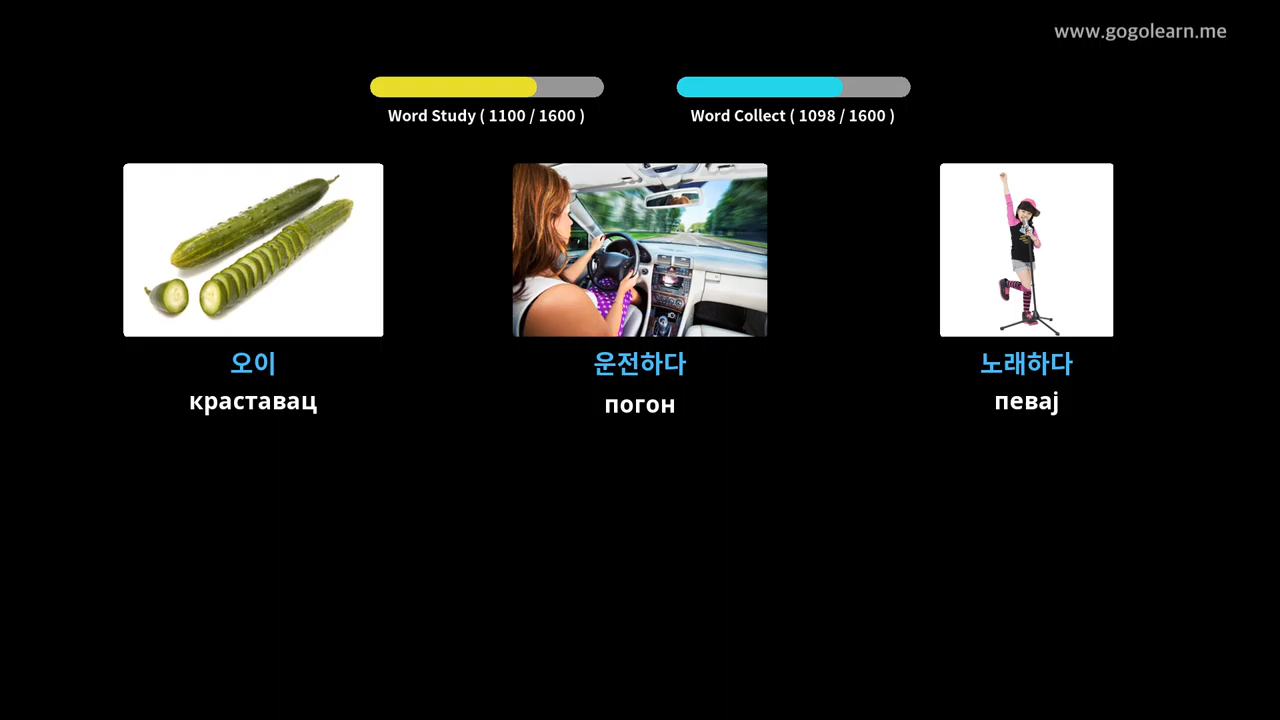 www.gogolearn.me
Word Study ( 1100 / 1600 )
Word Collect ( 1098 / 1600 )
오이
운전하다
노래하다
краставац
погон
певај